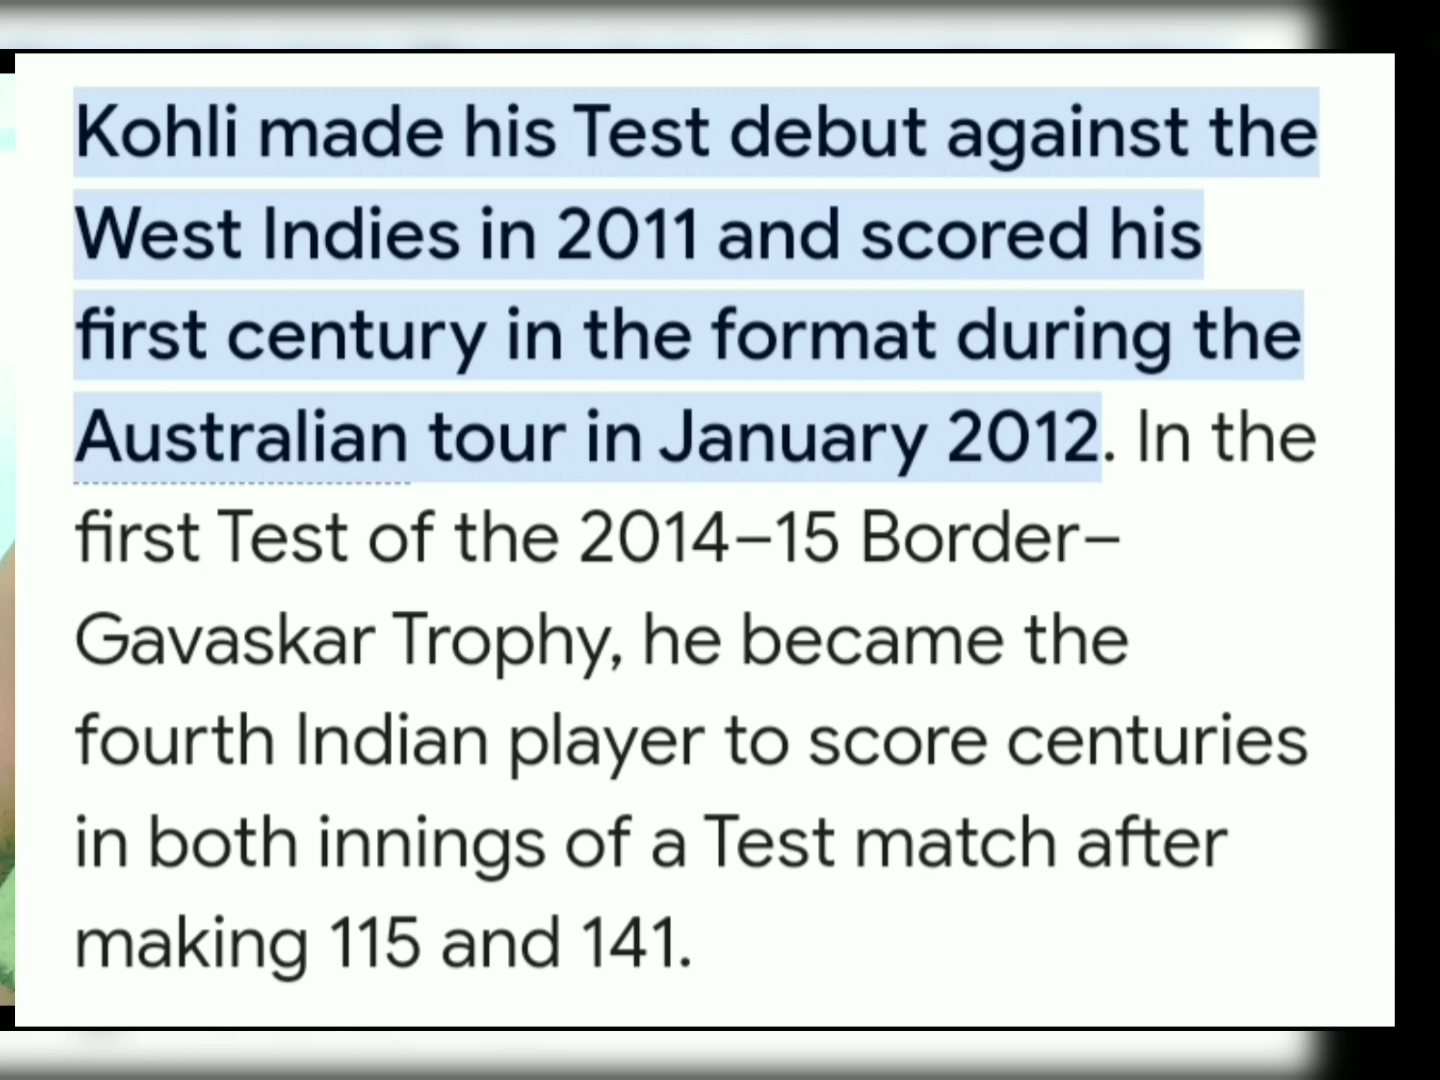 Kohli made his Test debut against the
West Indies in 2011 and scored his
first century in the format during the
Australian tour in January 2012. In the
first Test of the 2014–15 Border–
Gavaskar Trophy, he became the
fourth Indian player to score centuries
in both innings of a Test match after
making 115 and 141.